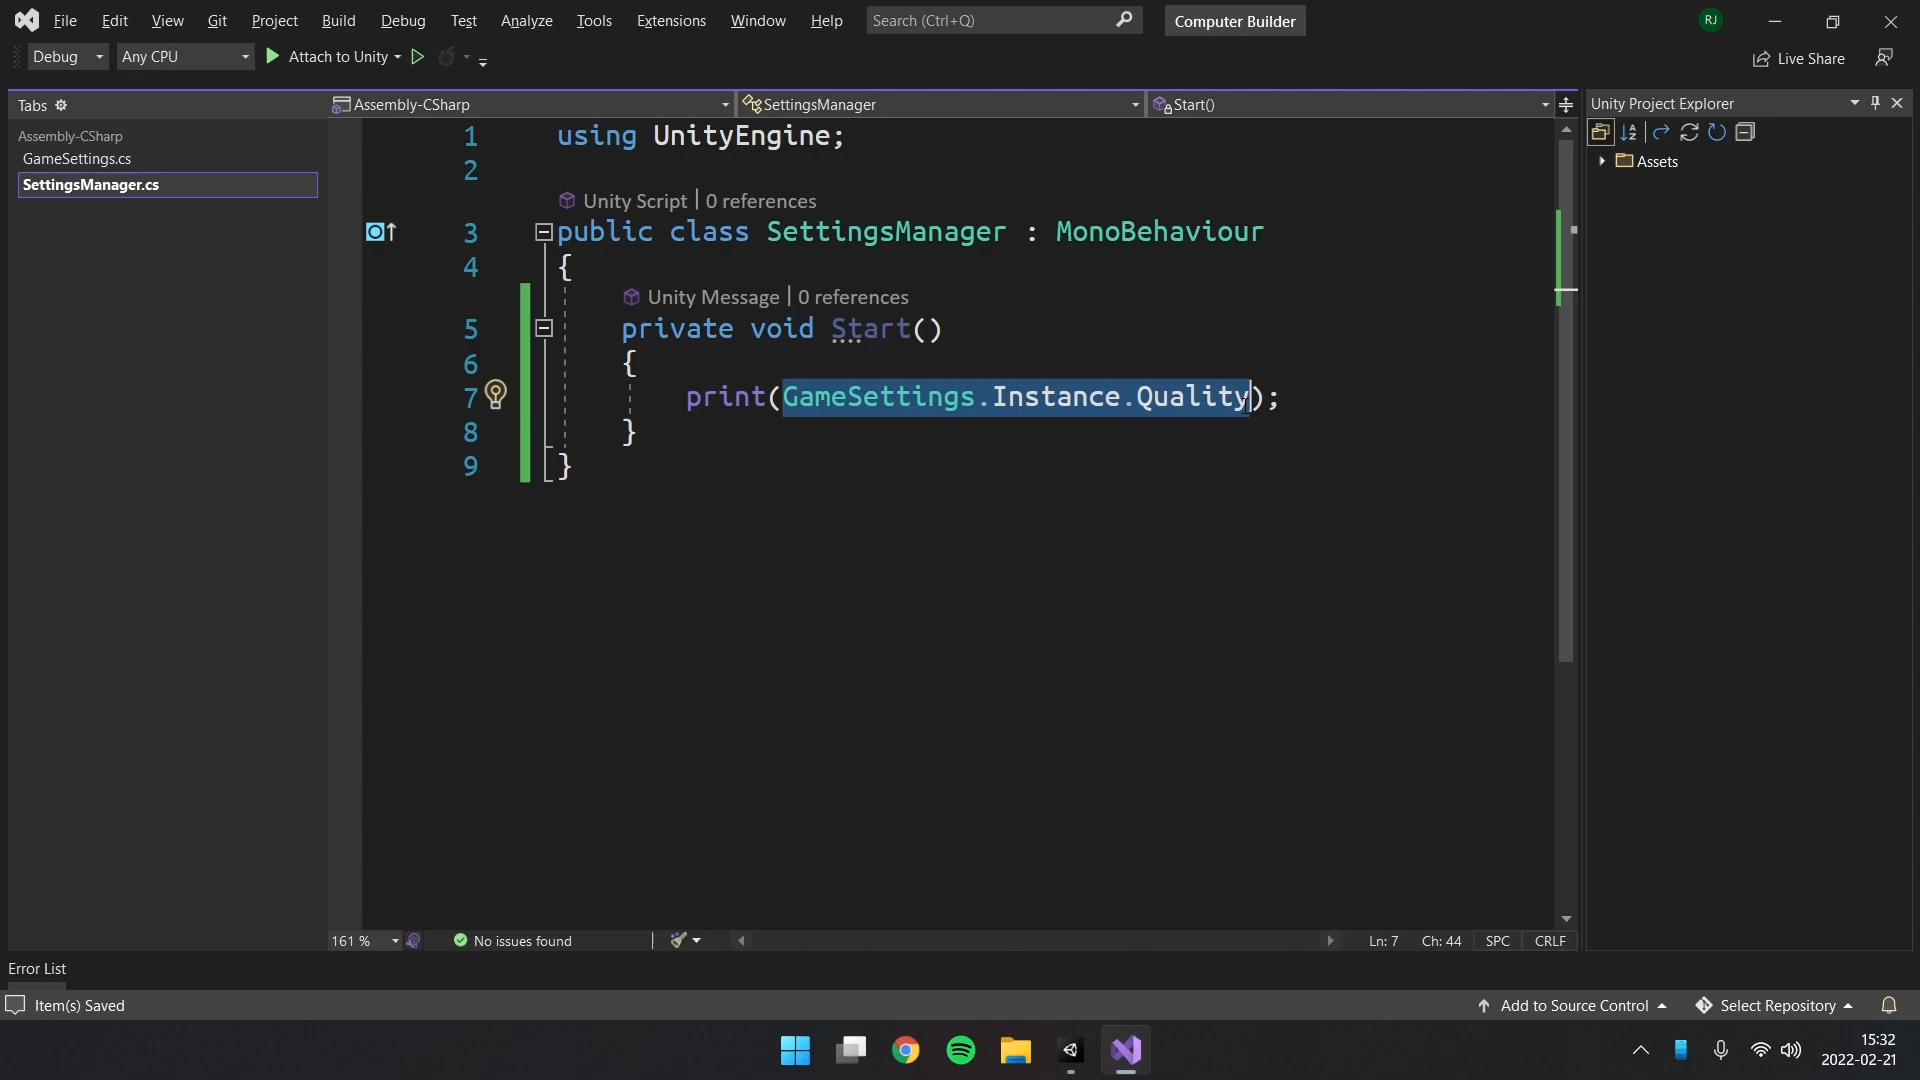 File Edit View Git Project Build Debug Test Analyze Tools Extensions Window Help Search (Ctrl+Q) Computer Builder RJ
Debug Any CPU Attach to Unity Live Share
Tabs Assembly-CSharp SettingsManager Start() Unity Project Explorer
Assembly-CSharp
GameSettings.cs
SettingsManager.cs
Assets
1 using UnityEngine;
2
Unity Script | 0 references
3 public class SettingsManager : MonoBehaviour
4 {
Unity Message | 0 references
5 private void Start()
6 {
7 print(GameSettings.Instance.Quality);
8 }
9 }
161 % No issues found Ln: 7 Ch: 44 SPC CRLF
Error List
Item(s) Saved Add to Source Control Select Repository
15:32
2022-02-21